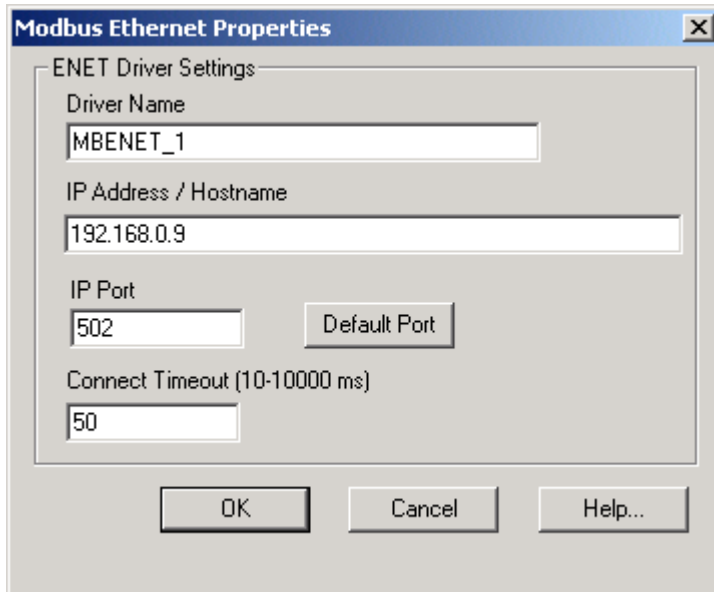 Modbus Ethernet Properties
ENET Driver Settings
Driver Name
MBENET_1
IP Address / Hostname
192.168.0.9
IP Port
502
Default Port
Connect Timeout (10-10000 ms)
50
OK Cancel Help...